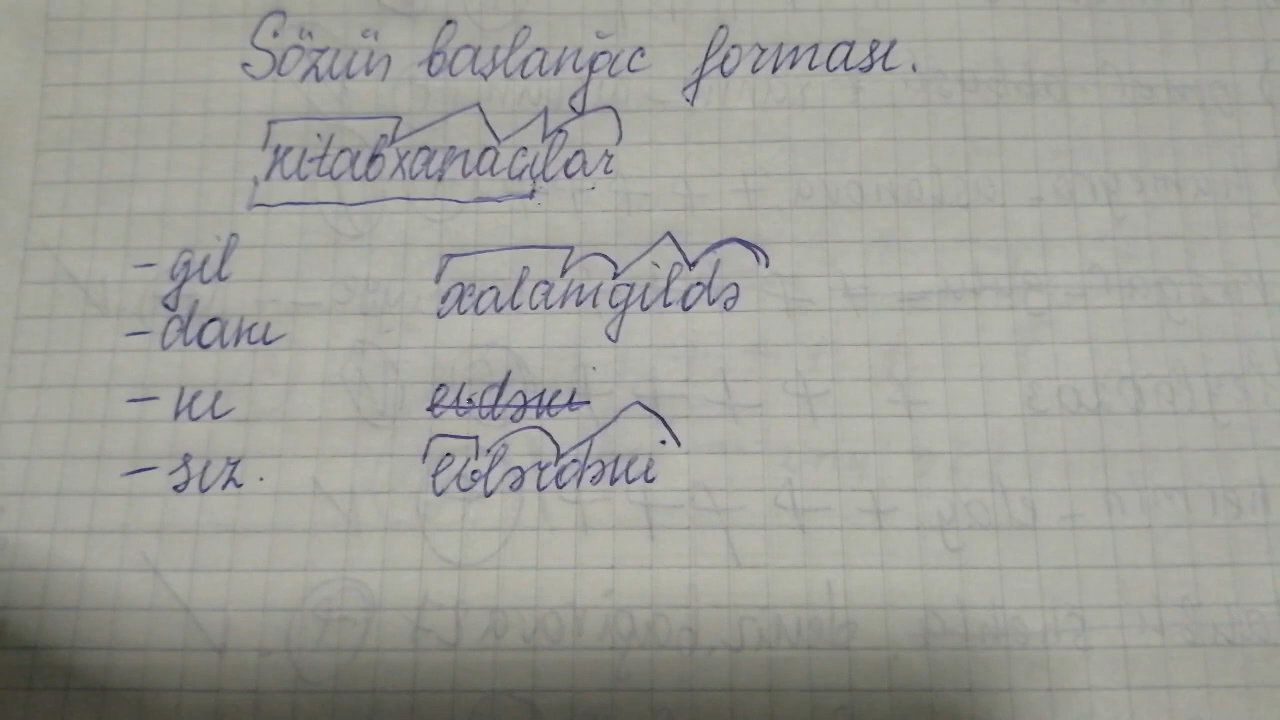 Sözün başlanğıc forması.
kitabxanaçılar
-gil xalamgildə
-dakı
-kı evdəki
-sız. evlərdəki